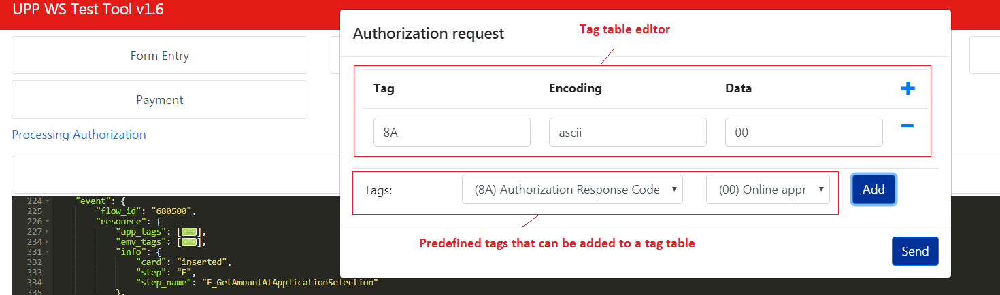 UPP WS Test Tool v1.6
Form Entry
Payment
Processing Authorization
Authorization request
Tag table editor
Tag Encoding Data
8A ascii 00
Tags: (8A) Authorization Response Code (00) Online appr Add
Predefined tags that can be added to a tag table
Send
224 "event": {
225 "flow_id": "680500",
226 "resource": {
227 "app_tags": [],
234 "emv_tags": [],
331 "info": {
332 "card": "inserted",
333 "step": "F",
334 "step_name": "F_GetAmountAtApplicationSelection"
335 },